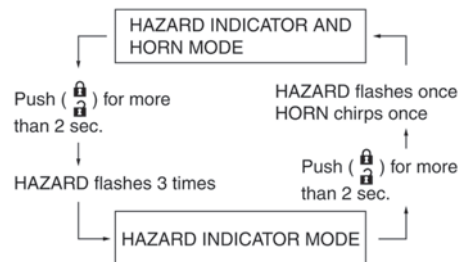 HAZARD INDICATOR AND
HORN MODE
Push ( ) for more
than 2 sec.
HAZARD flashes 3 times
HAZARD INDICATOR MODE
Push ( ) for more
than 2 sec.
HAZARD flashes once
HORN chirps once